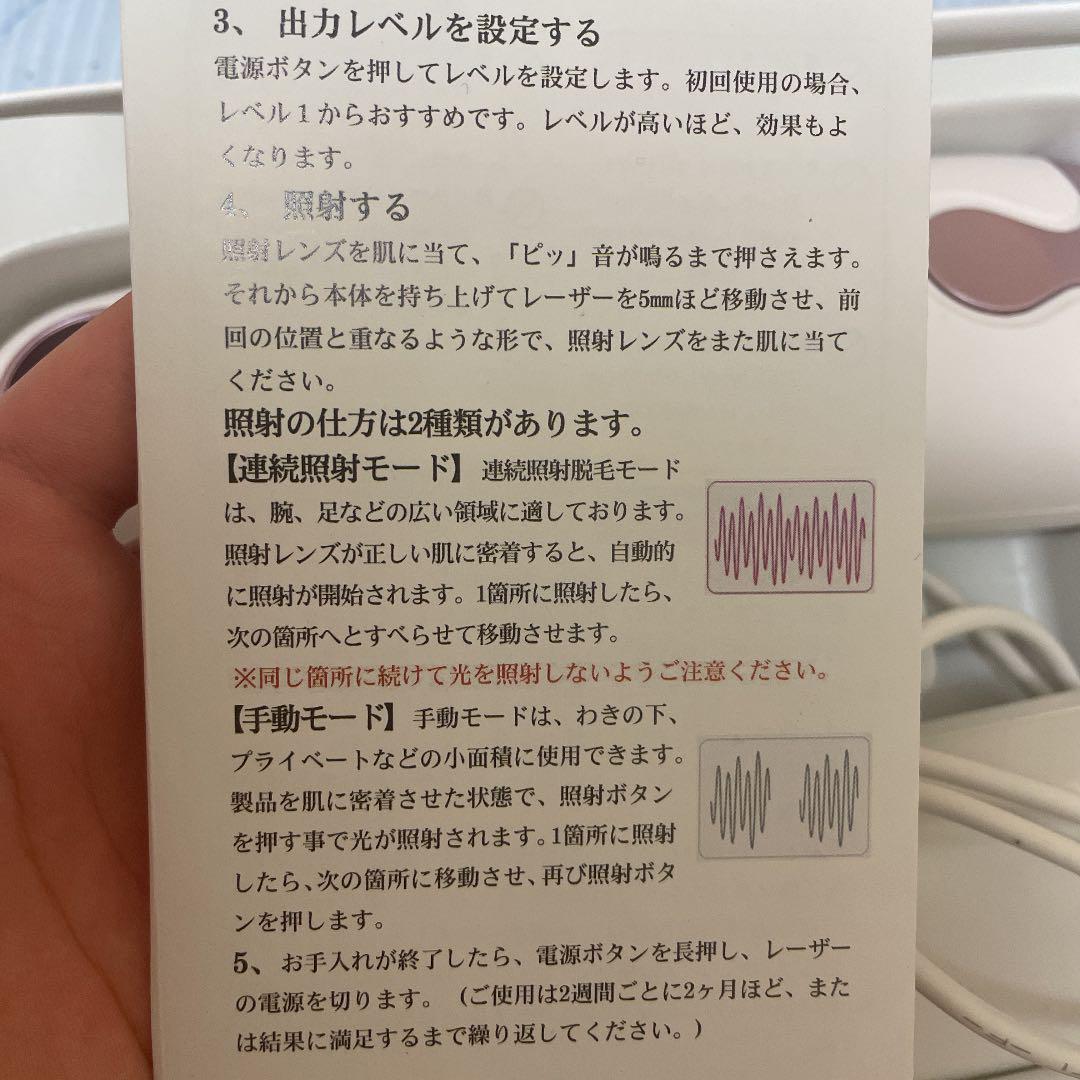 3、 出力レベルを設定する
電源ボタンを押してレベルを設定します。初回使用の場合、
レベル1からおすすめです。レベルが高いほど、効果もよ
くなります。
4、 照射する
照射レンズを肌に当て、「ピッ」音が鳴るまで押さえます。
それから本体を持ち上げてレーザーを5mmほど移動させ、前
回の位置と重なるような形で、照射レンズをまた肌に当て
ください。
照射の仕方は2種類があります。
【連続照射モード】連続照射脱毛モード
は、腕、足などの広い領域に適しております。
照射レンズが正しい肌に密着すると、自動的
に照射が開始されます。1箇所に照射したら、
次の箇所へとすべらせて移動させます。
※同じ箇所に続けて光を照射しないようご注意ください。
【手動モード】手動モードは、わきの下、
プライベートなどの小面積に使用できます。
製品を肌に密着させた状態で、照射ボタン
を押す事で光が照射されます。1箇所に照射
したら、次の箇所に移動させ、再び照射ボタ
ンを押します。
5、お手入れが終了したら、電源ボタンを長押し、レーザー
の電源を切ります。（ご使用は2週間ごとに2ヶ月ほど、また
は結果に満足するまで繰り返してください。）